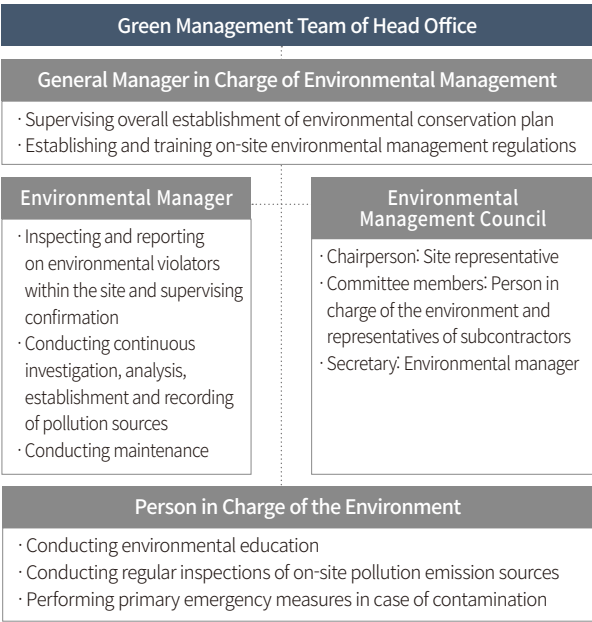 Green Management Team of Head Office
General Manager in Charge of Environmental Management
· Supervising overall establishment of environmental conservation plan
· Establishing and training on-site environmental management regulations
Environmental Manager
· Inspecting and reporting
on environmental violators
within the site and supervising
confirmation
· Conducting continuous
investigation, analysis,
establishment and recording
of pollution sources
· Conducting maintenance
Environmental
Management Council
· Chairperson: Site representative
· Committee members: Person in
charge of the environment and
representatives of subcontractors
· Secretary: Environmental manager
Person in Charge of the Environment
· Conducting environmental education
· Conducting regular inspections of on-site pollution emission sources
· Performing primary emergency measures in case of contamination